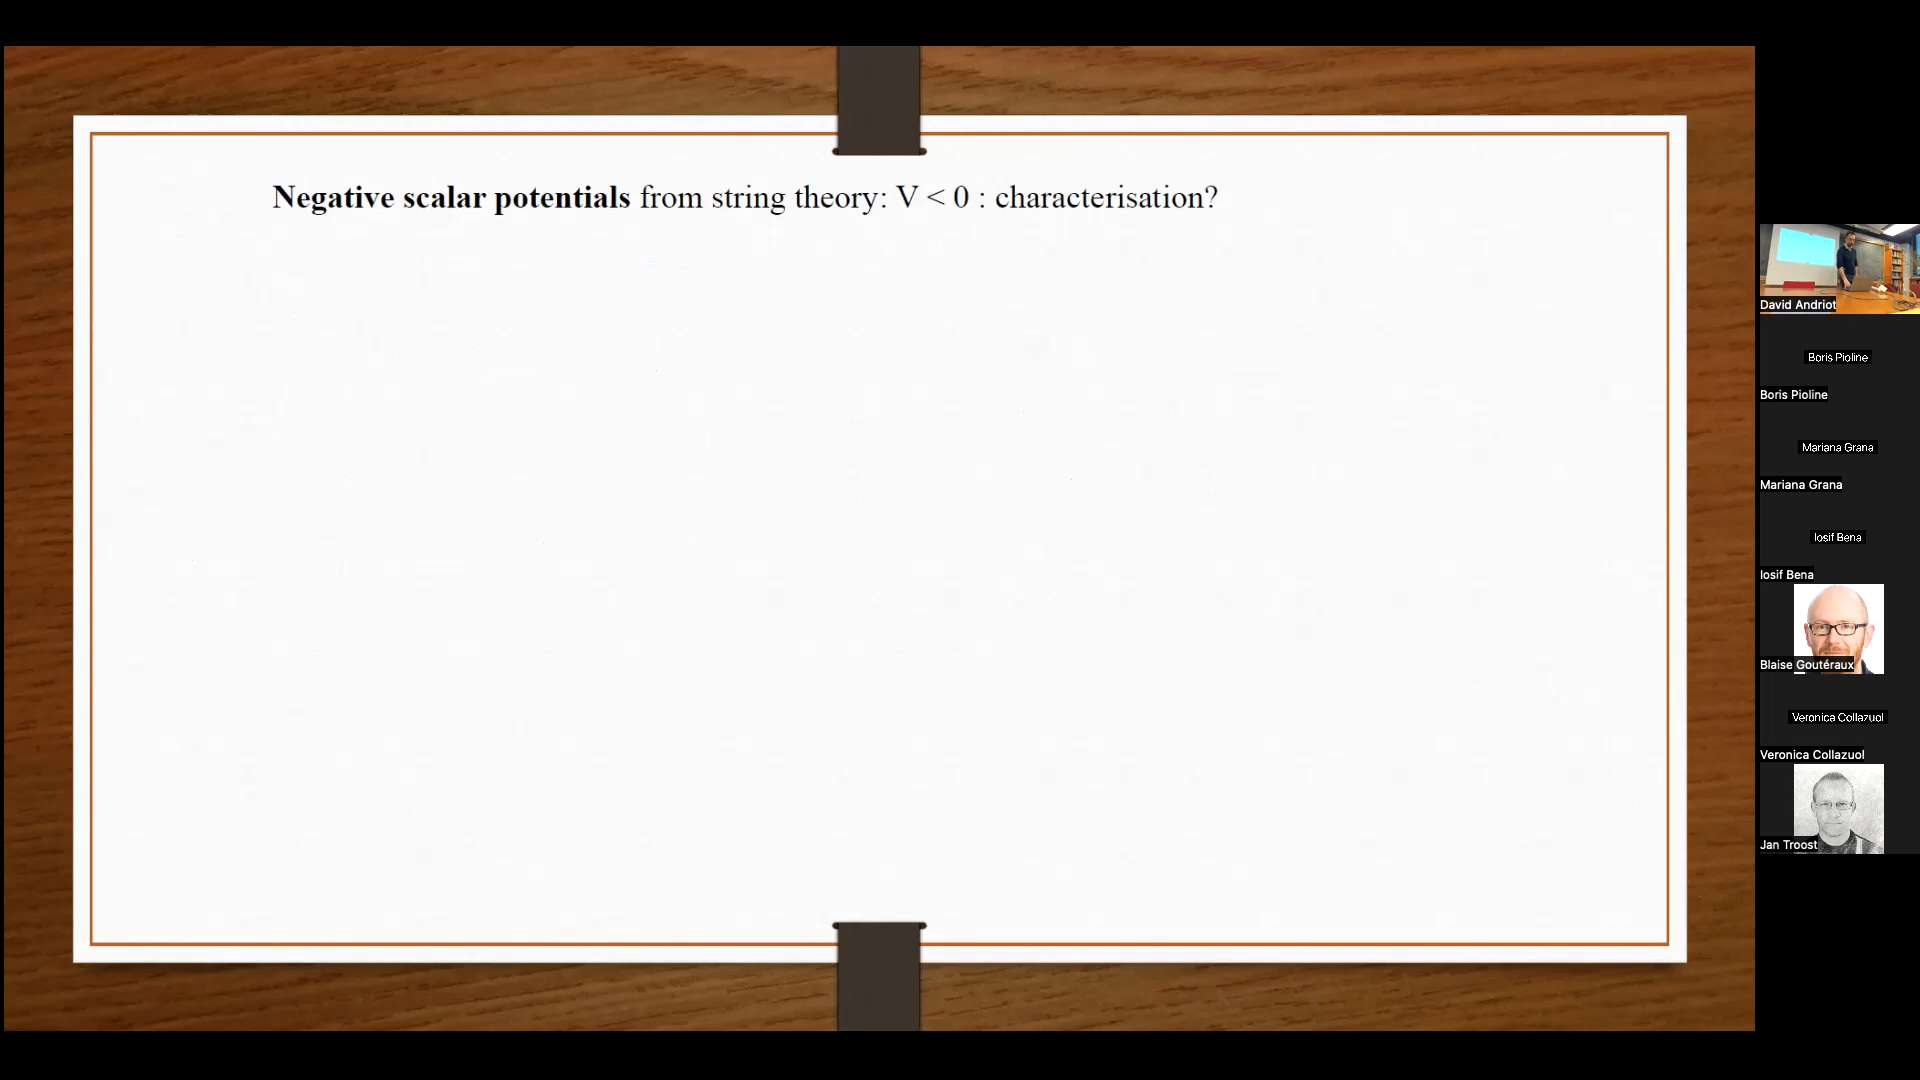 Negative scalar potentials from string theory: V < 0 : characterisation?
David Andriot
Boris Pioline
Boris Pioline
Mariana Grana
Mariana Grana
Iosif Bena
Iosif Bena
Blaise Goutéraux
Veronica Collazuol
Veronica Collazuol
Jan Troost